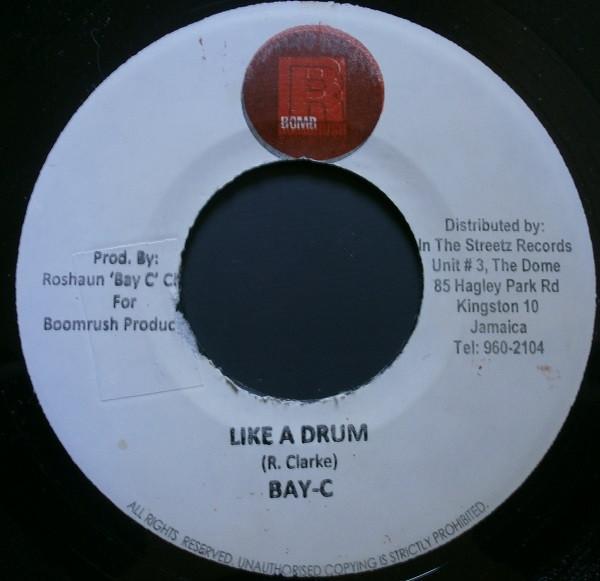 R
BOMB
Prod. By:
Roshaun 'Bay C' Cl
For
Boomrush Produc
Distributed by:
In The Streetz Records
Unit # 3, The Dome
85 Hagley Park Rd
Kingston 10
Jamaica
Tel: 960-2104
LIKE A DRUM
(R. Clarke)
BAY-C
ALL RIGHTS RESERVED. UNAUTHORISED COPYING IS STRICTLY PROHIBITED.